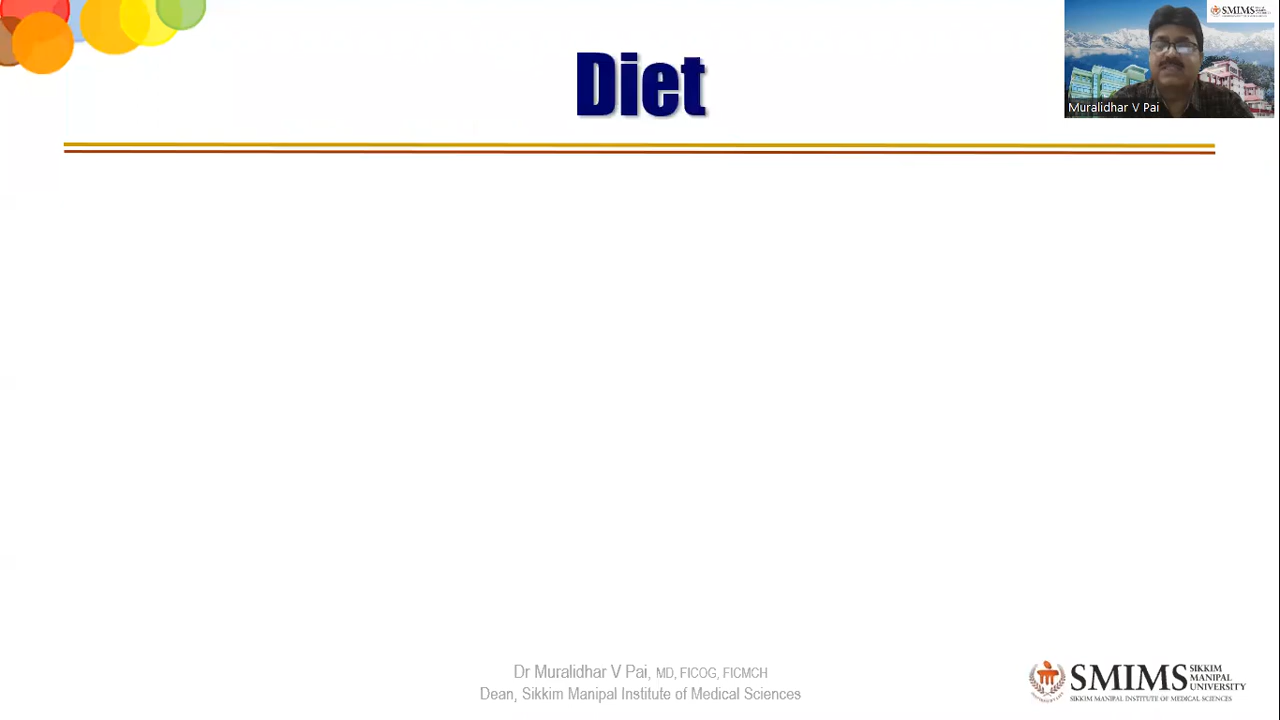 Diet
SMIMS
Muralidhar V Pai
Dr Muralidhar V Pai, MD, FICOG, FICMCH
Dean, Sikkim Manipal Institute of Medical Sciences
SMIMS SIKKIM
MANIPAL
UNIVERSITY
SIKKIM MANIPAL INSTITUTE OF MEDICAL SCIENCES